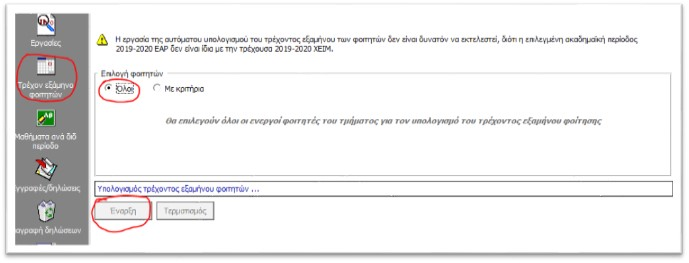 Εργασίες
Τρέχον εξάμηνο
φοιτητών
Μαθήματα ανά διδ
περίοδο
γγραφές/δηλώσεις
αγραφή δηλώσεων
Η εργασία της αυτόματου υπολογισμού του τρέχοντος εξαμήνου των φοιτητών δεν είναι δυνατόν να εκτελεστεί, διότι η επιλεγμένη ακαδημαϊκή περίοδος
2019-2020 ΕΑΡ δεν είναι ίδια με την τρέχουσα 2019-2020 ΧΕΙΜ.
Επιλογή φοιτητών
Όλοι Με κριτήρια
Θα επιλεγούν όλοι οι ενεργοί φοιτητές του τμήματος για τον υπολογισμό του τρέχοντος εξαμήνου φοίτησης
Υπολογισμός τρέχοντος εξαμήνου φοιτητών ...
Έναρξη Τερματισμός